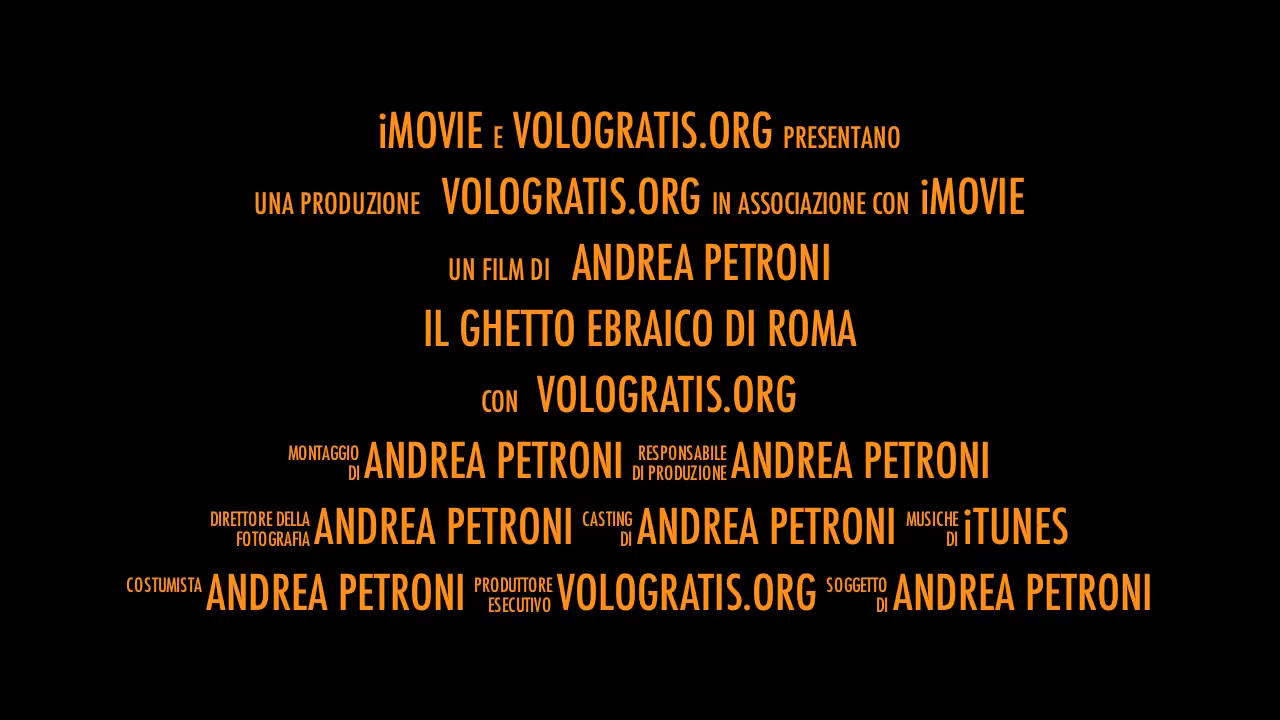 iMOVIE E VOLOGRATIS.ORG PRESENTANO
UNA PRODUZIONE VOLOGRATIS.ORG IN ASSOCIAZIONE CON iMOVIE
UN FILM DI ANDREA PETRONI
IL GHETTO EBRAICO DI ROMA
CON VOLOGRATIS.ORG
MONTAGGIO DI ANDREA PETRONI RESPONSABILE DI PRODUZIONE ANDREA PETRONI
DIRETTORE DELLA FOTOGRAFIA ANDREA PETRONI CASTING DI ANDREA PETRONI MUSICHE DI iTUNES
COSTUMISTA ANDREA PETRONI PRODUTTORE ESECUTIVO VOLOGRATIS.ORG SOGGETTO DI ANDREA PETRONI